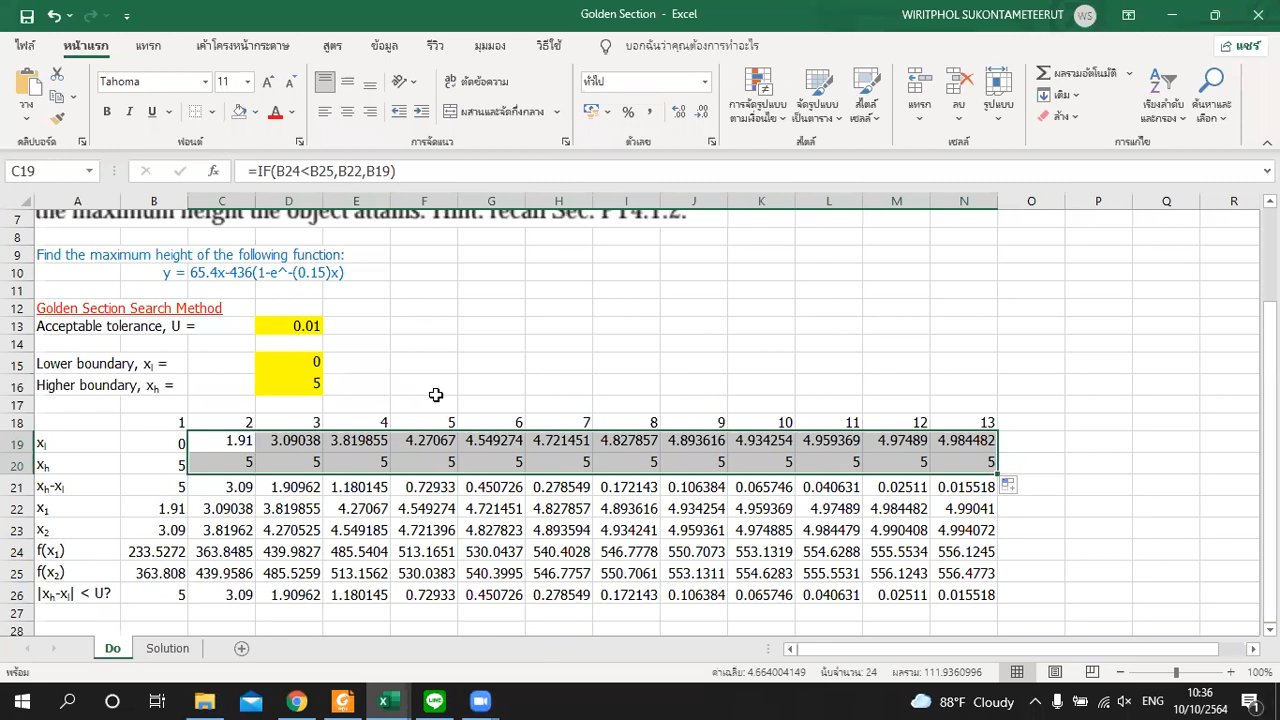 Golden Section - Excel
WIRITPHOL SUKONTAMETEERUT WS
ไฟล์ หน้าแรก แทรก เค้าโครงหน้ากระดาษ สูตร ข้อมูล รีวิว มุมมอง วิธีใช้ บอกฉันว่าคุณต้องการทำอะไร แชร์
วาง
Tahoma 11
B I U
ตัดข้อความ
ผสานและจัดกึ่งกลาง
ทั่วไป
การจัดรูปแบบตามเงื่อนไข
จัดรูปแบบเป็นตาราง
สไตล์เซลล์
แทรก ลบ รูปแบบ
ผลรวมอัตโนมัติ
เติม
ล้าง
เรียงลำดับและกรอง
ค้นหาและเลือก
คลิปบอร์ด ฟอนต์ การจัดแนว ตัวเลข สไตล์ เซลล์ การแก้ไข
C19 =IF(B24<B25,B22,B19)
A B C D E F G H I J K L M N O P Q R
7 the maximum height the object attains. Hint: recall Sec. PT4.1.2.
8
9 Find the maximum height of the following function:
10 y = 65.4x-436(1-e^-(0.15)x)
11
12 Golden Section Search Method
13 Acceptable tolerance, U = 0.01
14
15 Lower boundary, xl = 0
16 Higher boundary, xh = 5
17
18 1 2 3 4 5 6 7 8 9 10 11 12 13
19 xl 0 1.91 3.09038 3.819855 4.27067 4.549274 4.721451 4.827857 4.893616 4.934254 4.959369 4.97489 4.984482
20 xh 5 5 5 5 5 5 5 5 5 5 5 5 5
21 xh-xl 5 3.09 1.90962 1.180145 0.72933 0.450726 0.278549 0.172143 0.106384 0.065746 0.040631 0.02511 0.015518
22 x1 1.91 3.09038 3.819855 4.27067 4.549274 4.721451 4.827857 4.893616 4.934254 4.959369 4.97489 4.984482 4.99041
23 x2 3.09 3.81962 4.270525 4.549185 4.721396 4.827823 4.893594 4.934241 4.959361 4.974885 4.984479 4.990408 4.994072
24 f(x1) 233.5272 363.8485 439.9827 485.5404 513.1651 530.0437 540.4028 546.7778 550.7073 553.1319 554.6288 555.5534 556.1245
25 f(x2) 363.808 439.9586 485.5259 513.1562 530.0383 540.3995 546.7757 550.7061 553.1311 554.6283 555.5531 556.1243 556.4773
26 |xh-xl| < U? 5 3.09 1.90962 1.180145 0.72933 0.450726 0.278549 0.172143 0.106384 0.065746 0.040631 0.02511 0.015518
27
28
Do Solution
พร้อม ค่าเฉลี่ย: 4.664004149 นับจำนวน: 24 ผลรวม: 111.9360996 100%
88°F Cloudy ENG 10:36
10/10/2564